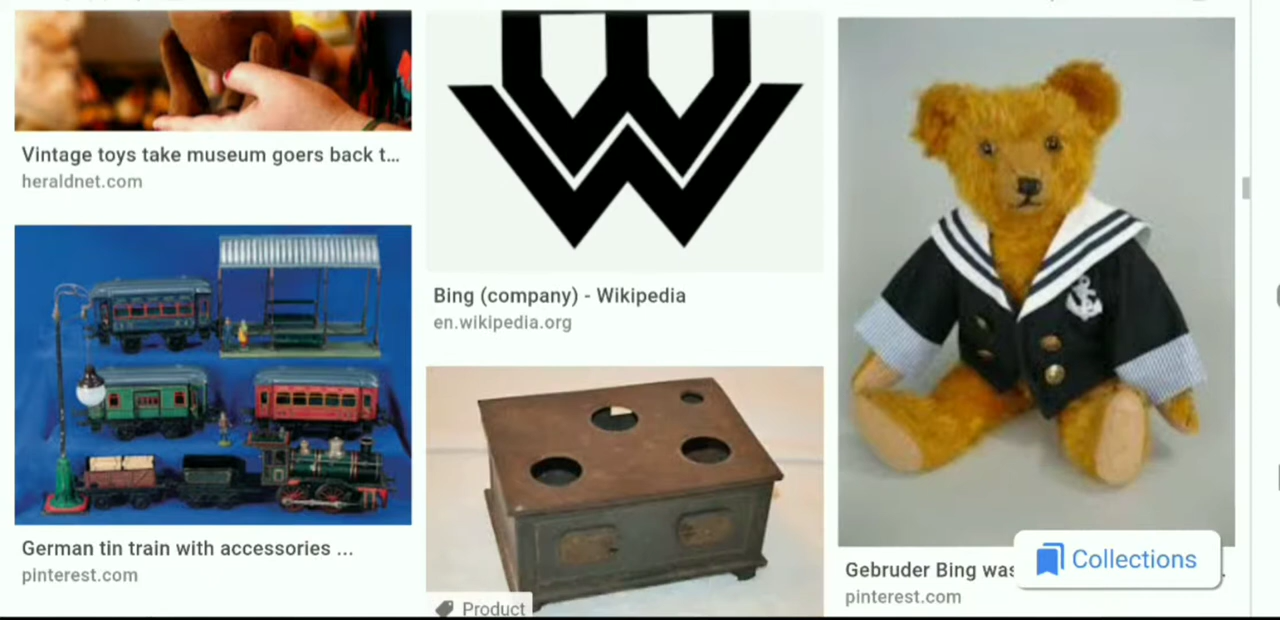 Vintage toys take museum goers back t...
heraldnet.com
German tin train with accessories ...
pinterest.com
Bing (company) - Wikipedia
en.wikipedia.org
Product
Gebruder Bing was
pinterest.com
Collections